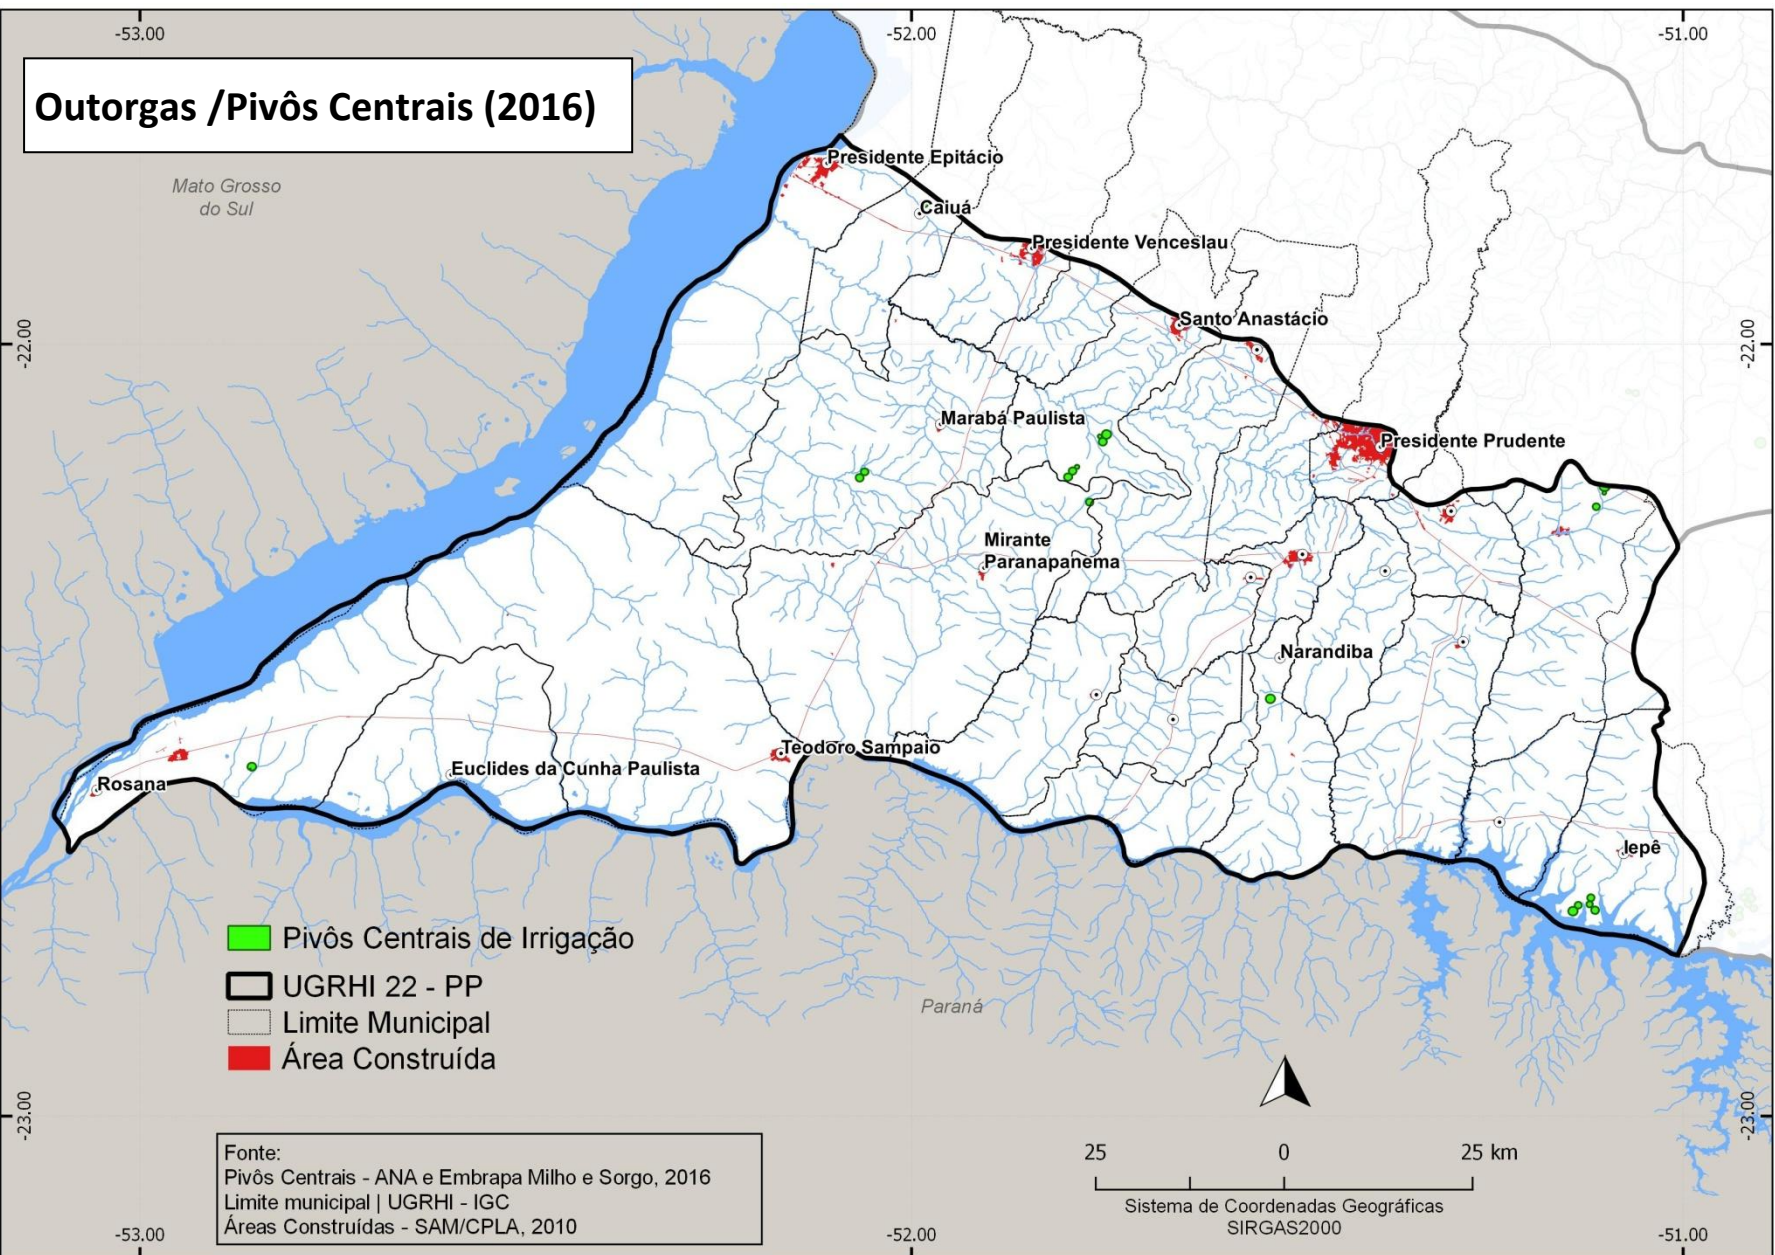 -53.00
-52.00
-51.00
Outorgas /Pivôs Centrais (2016)
Mato Grosso
do Sul
Presidente Epitácio
Caiuá
Presidente Venceslau
Santo Anastácio
-22.00
-22.00
Marabá Paulista
Presidente Prudente
Mirante
Paranapanema
Narandiba
Teodoro Sampaio
Euclides da Cunha Paulista
Rosana
Iepê
Pivôs Centrais de Irrigação
UGRHI 22 - PP
Limite Municipal
Área Construída
Paraná
-23.00
-23.00
Fonte:
Pivôs Centrais - ANA e Embrapa Milho e Sorgo, 2016
Limite municipal | UGRHI - IGC
Áreas Construídas - SAM/CPLA, 2010
25 0 25 km
Sistema de Coordenadas Geográficas
SIRGAS2000
-53.00
-52.00
-51.00